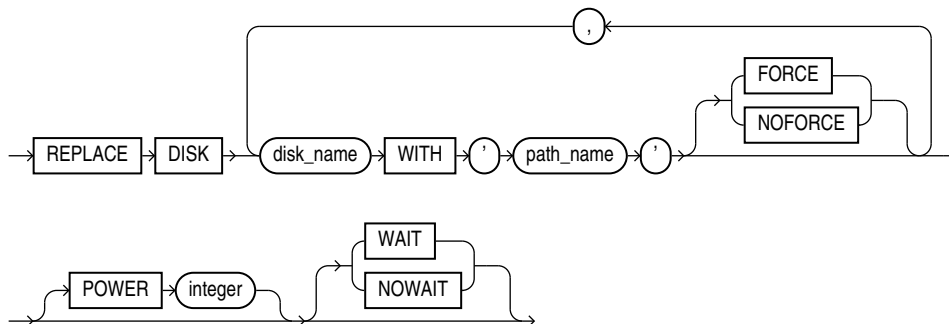 ,
FORCE
NOFORCE
REPLACE DISK disk_name WITH ' path_name '
POWER integer
WAIT
NOWAIT